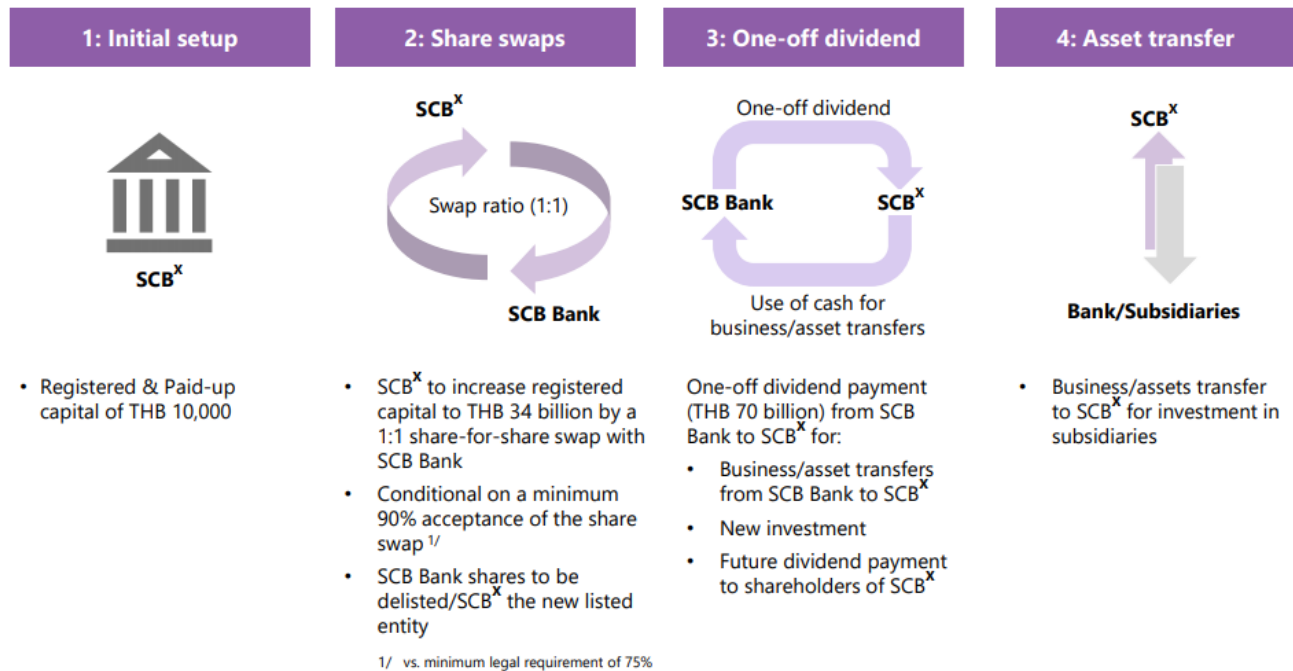 1: Initial setup
SCBˣ
• Registered & Paid-up
capital of THB 10,000
2: Share swaps
SCBˣ
Swap ratio (1:1)
SCB Bank
• SCBˣ to increase registered
capital to THB 34 billion by a
1:1 share-for-share swap with
SCB Bank
• Conditional on a minimum
90% acceptance of the share
swap 1/
• SCB Bank shares to be
delisted/SCBˣ the new listed
entity
1/ vs. minimum legal requirement of 75%
3: One-off dividend
One-off dividend
SCB Bank SCBˣ
Use of cash for
business/asset transfers
One-off dividend payment
(THB 70 billion) from SCB
Bank to SCBˣ for:
• Business/asset transfers
from SCB Bank to SCBˣ
• New investment
• Future dividend payment
to shareholders of SCBˣ
4: Asset transfer
SCBˣ
Bank/Subsidiaries
• Business/assets transfer
to SCBˣ for investment in
subsidiaries